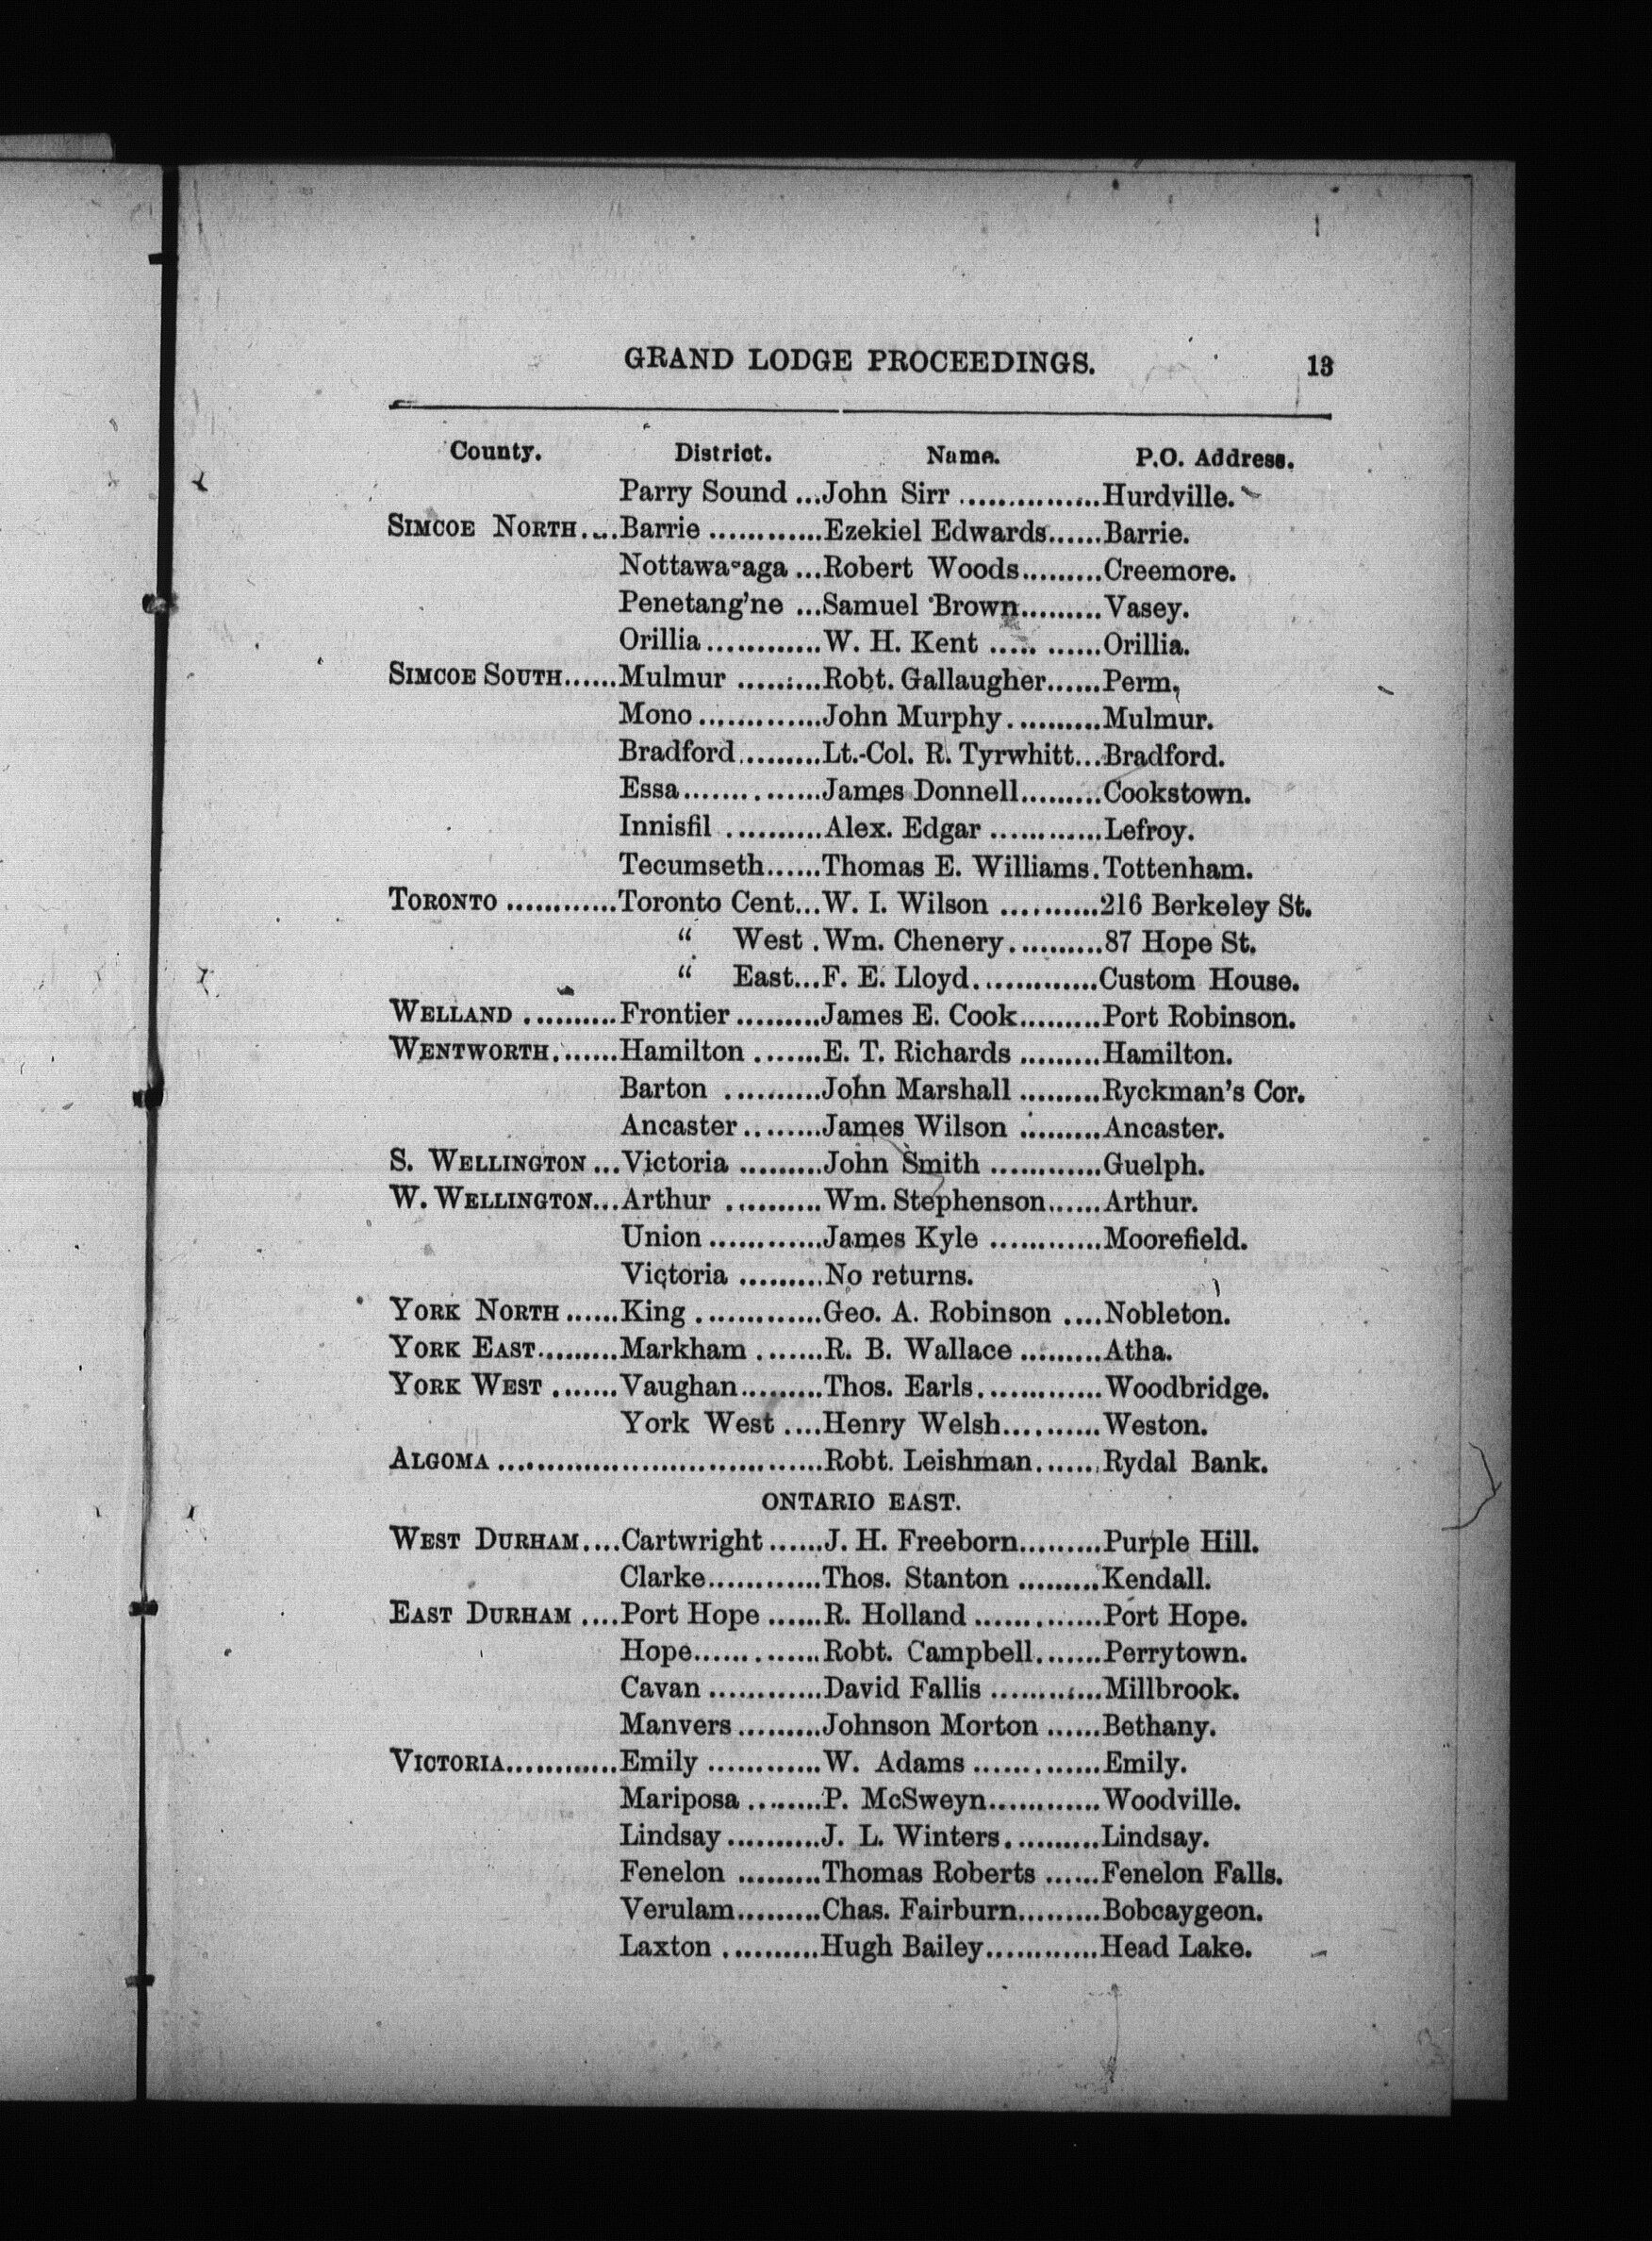 GRAND LODGE PROCEEDINGS. 13
County. District. Name. P.O. Address.
Parry Sound ...John Sirr ...............Hurdville.
SIMCOE NORTH....Barrie ............Ezekiel Edwards......Barrie.
Nottawasaga ...Robert Woods.........Creemore.
Penetang'ne ...Samuel Brown.........Vasey.
Orillia............W. H. Kent ..... ......Orillia.
SIMCOE SOUTH......Mulmur .........Robt. Gallaugher......Perm,
Mono .............John Murphy ..........Mulmur.
Bradford.........Lt.-Col. R. Tyrwhitt...Bradford.
Essa...............James Donnell.........Cookstown.
Innisfil ..........Alex. Edgar ............Lefroy.
Tecumseth......Thomas E. Williams.Tottenham.
TORONTO ............Toronto Cent...W. I. Wilson ..........216 Berkeley St.
" West .Wm. Chenery..........87 Hope St.
" East...F. E. Lloyd.............Custom House.
WELLAND ..........Frontier .........James E. Cook.........Port Robinson.
WENTWORTH.......Hamilton .......E. T. Richards .........Hamilton.
Barton ..........John Marshall .........Ryckman's Cor.
Ancaster ........James Wilson .........Ancaster.
S. WELLINGTON ...Victoria .........John Smith ............Guelph.
W. WELLINGTON...Arthur ..........Wm. Stephenson......Arthur.
Union ............James Kyle ............Moorefield.
Victoria .........No returns.
YORK NORTH ......King .............Geo. A. Robinson ....Nobleton.
YORK EAST.........Markham .......R. B. Wallace .........Atha.
YORK WEST .......Vaughan.........Thos. Earls.............Woodbridge.
York West ....Henry Welsh..........Weston.
ALGOMA ..................................Robt. Leishman.......Rydal Bank.
ONTARIO EAST.
WEST DURHAM....Cartwright ......J. H. Freeborn.........Purple Hill.
Clarke............Thos. Stanton .........Kendall.
EAST DURHAM ....Port Hope ......R. Holland ..............Port Hope.
Hope..............Robt. Campbell.......Perrytown.
Cavan ............David Fallis ............Millbrook.
Manvers .........Johnson Morton ......Bethany.
VICTORIA............Emily ............W. Adams ..............Emily.
Mariposa ........P. McSweyn............Woodville.
Lindsay ..........J. L. Winters..........Lindsay.
Fenelon .........Thomas Roberts ......Fenelon Falls.
Verulam.........Chas. Fairburn.........Bobcaygeon.
Laxton ..........Hugh Bailey............Head Lake.